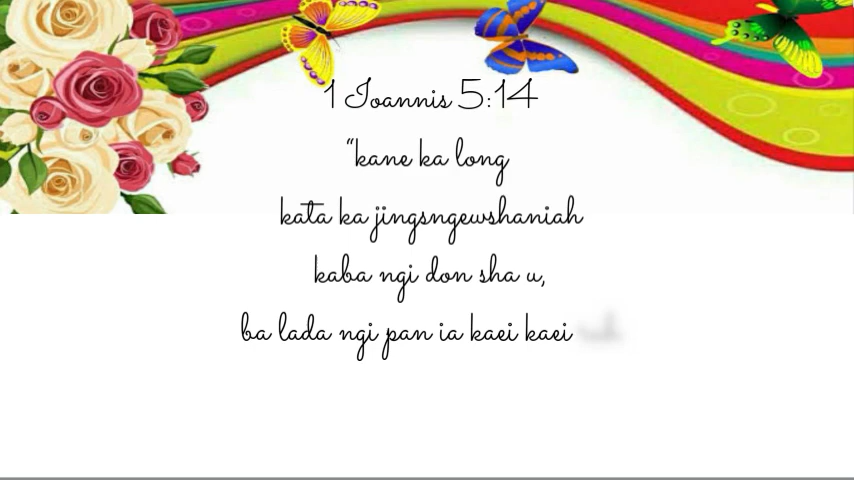 1 Ioannis 5:14
“kane ka long
kata ka jingsngewshaniah
kaba ngi don sha u,
ba lada ngi pan ia kaei kaei